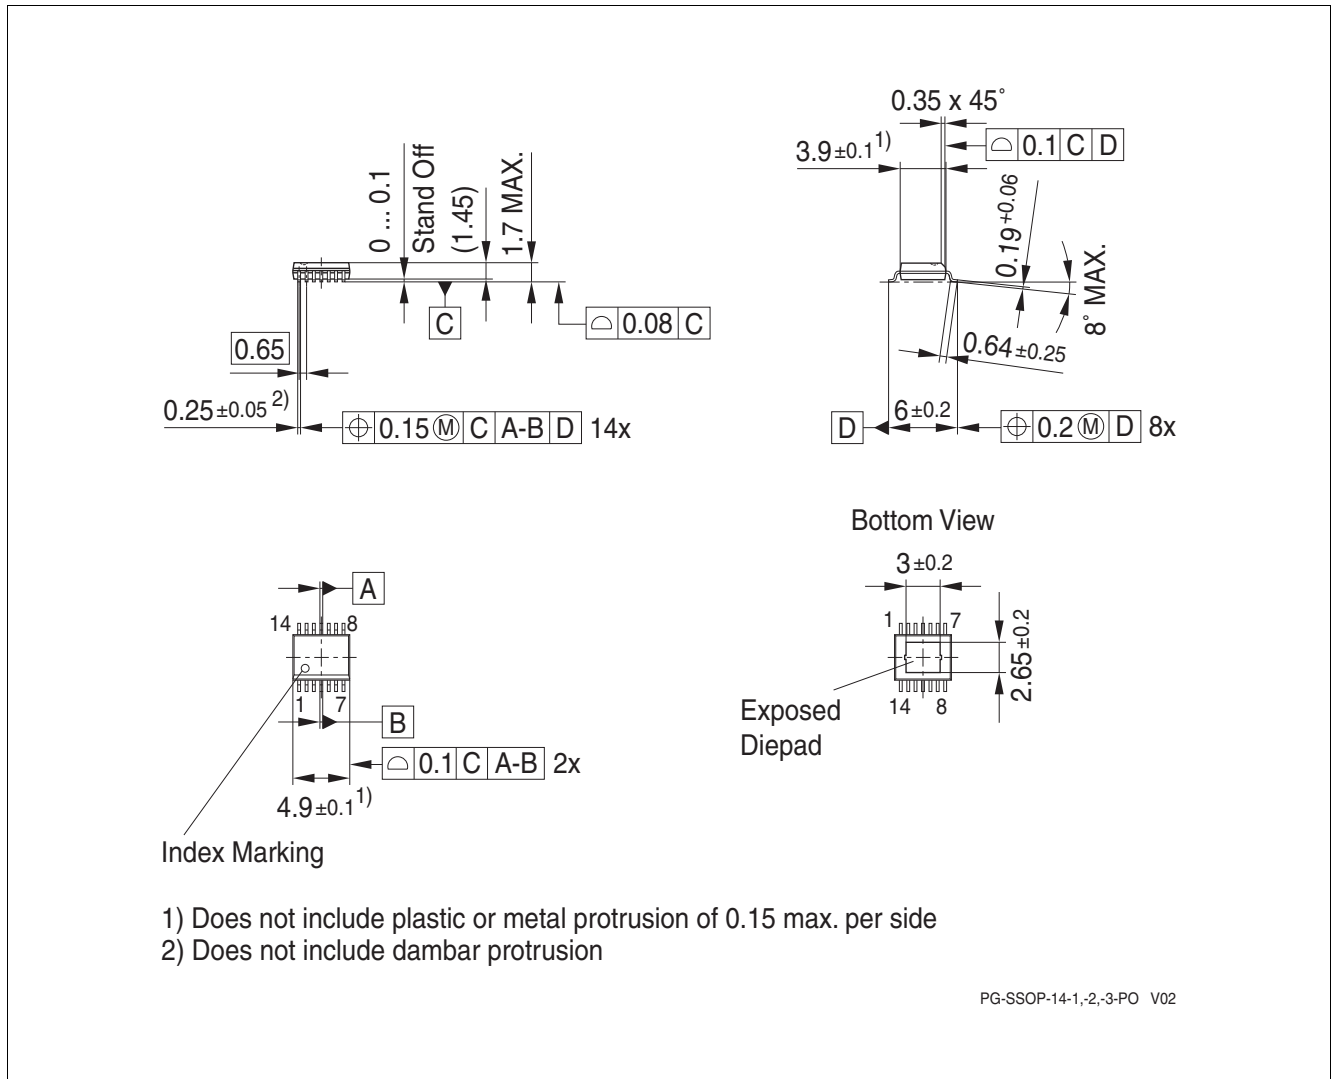 0 ... 0.1
Stand Off
(1.45)
1.7 MAX.
C
0.08 C
0.65
0.25 ±0.05 2)
0.15 Ⓜ C A-B D 14x
0.35 x 45°
3.9 ±0.1 1)
0.1 C D
0.19 +0.06
8° MAX.
0.64 ±0.25
D
6 ±0.2
0.2 Ⓜ D 8x
A
14 8
1 7
B
0.1 C A-B 2x
4.9 ±0.1 1)
Index Marking
Bottom View
3 ±0.2
1 7
2.65 ±0.2
14 8
Exposed
Diepad
1) Does not include plastic or metal protrusion of 0.15 max. per side
2) Does not include dambar protrusion
PG-SSOP-14-1,-2,-3-PO V02